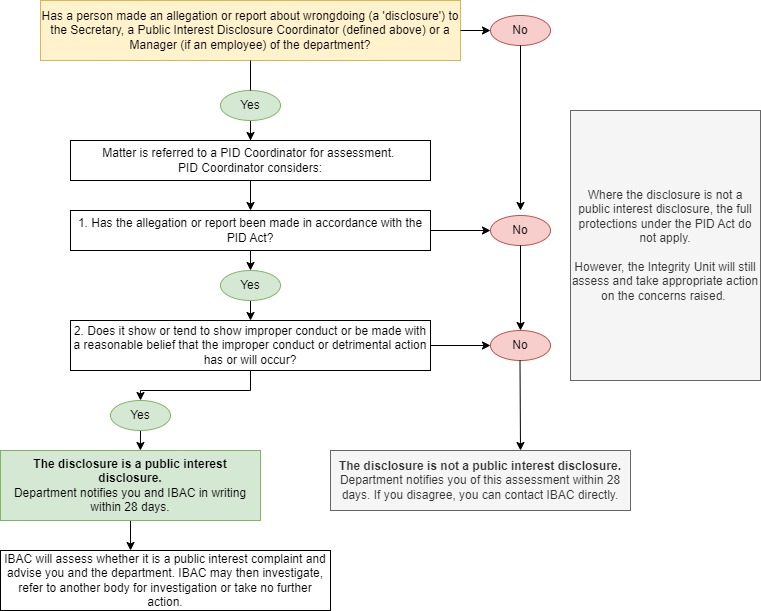 Has a person made an allegation or report about wrongdoing (a 'disclosure') to
the Secretary, a Public Interest Disclosure Coordinator (defined above) or a
Manager (if an employee) of the department?
No
Yes
Matter is referred to a PID Coordinator for assessment.
PID Coordinator considers:
1. Has the allegation or report been made in accordance with the
PID Act?
No
Yes
2. Does it show or tend to show improper conduct or be made with
a reasonable belief that the improper conduct or detrimental action
has or will occur?
No
Where the disclosure is not a
public interest disclosure, the full
protections under the PID Act do
not apply.
However, the Integrity Unit will still
assess and take appropriate action
on the concerns raised.
Yes
The disclosure is a public interest
disclosure.
Department notifies you and IBAC in writing
within 28 days.
The disclosure is not a public interest disclosure.
Department notifies you of this assessment within 28
days. If you disagree, you can contact IBAC directly.
IBAC will assess whether it is a public interest complaint and
advise you and the department. IBAC may then investigate,
refer to another body for investigation or take no further
action.